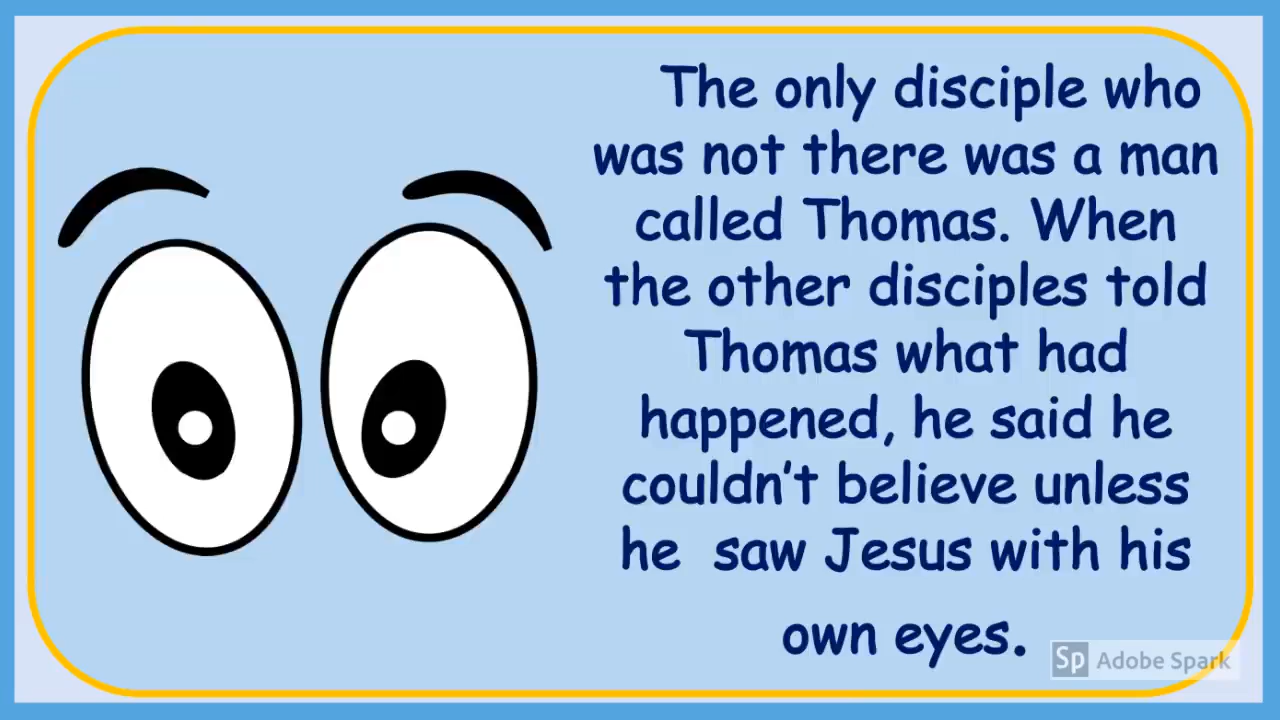 The only disciple who
was not there was a man
called Thomas. When
the other disciples told
Thomas what had
happened, he said he
couldn't believe unless
he  saw Jesus with his
own eyes.
Sp Adobe Spark